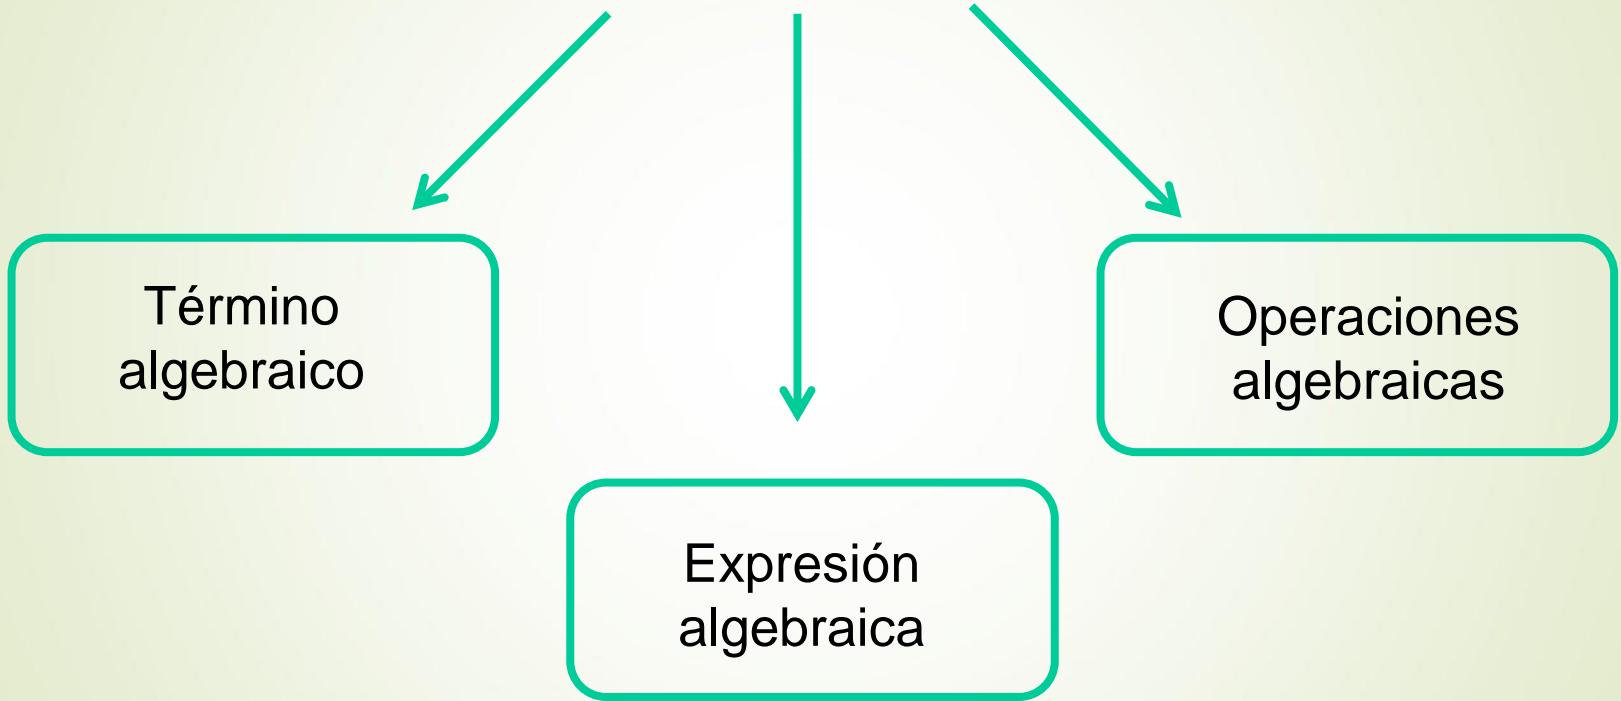 Término
algebraico
Operaciones
algebraicas
Expresión
algebraica